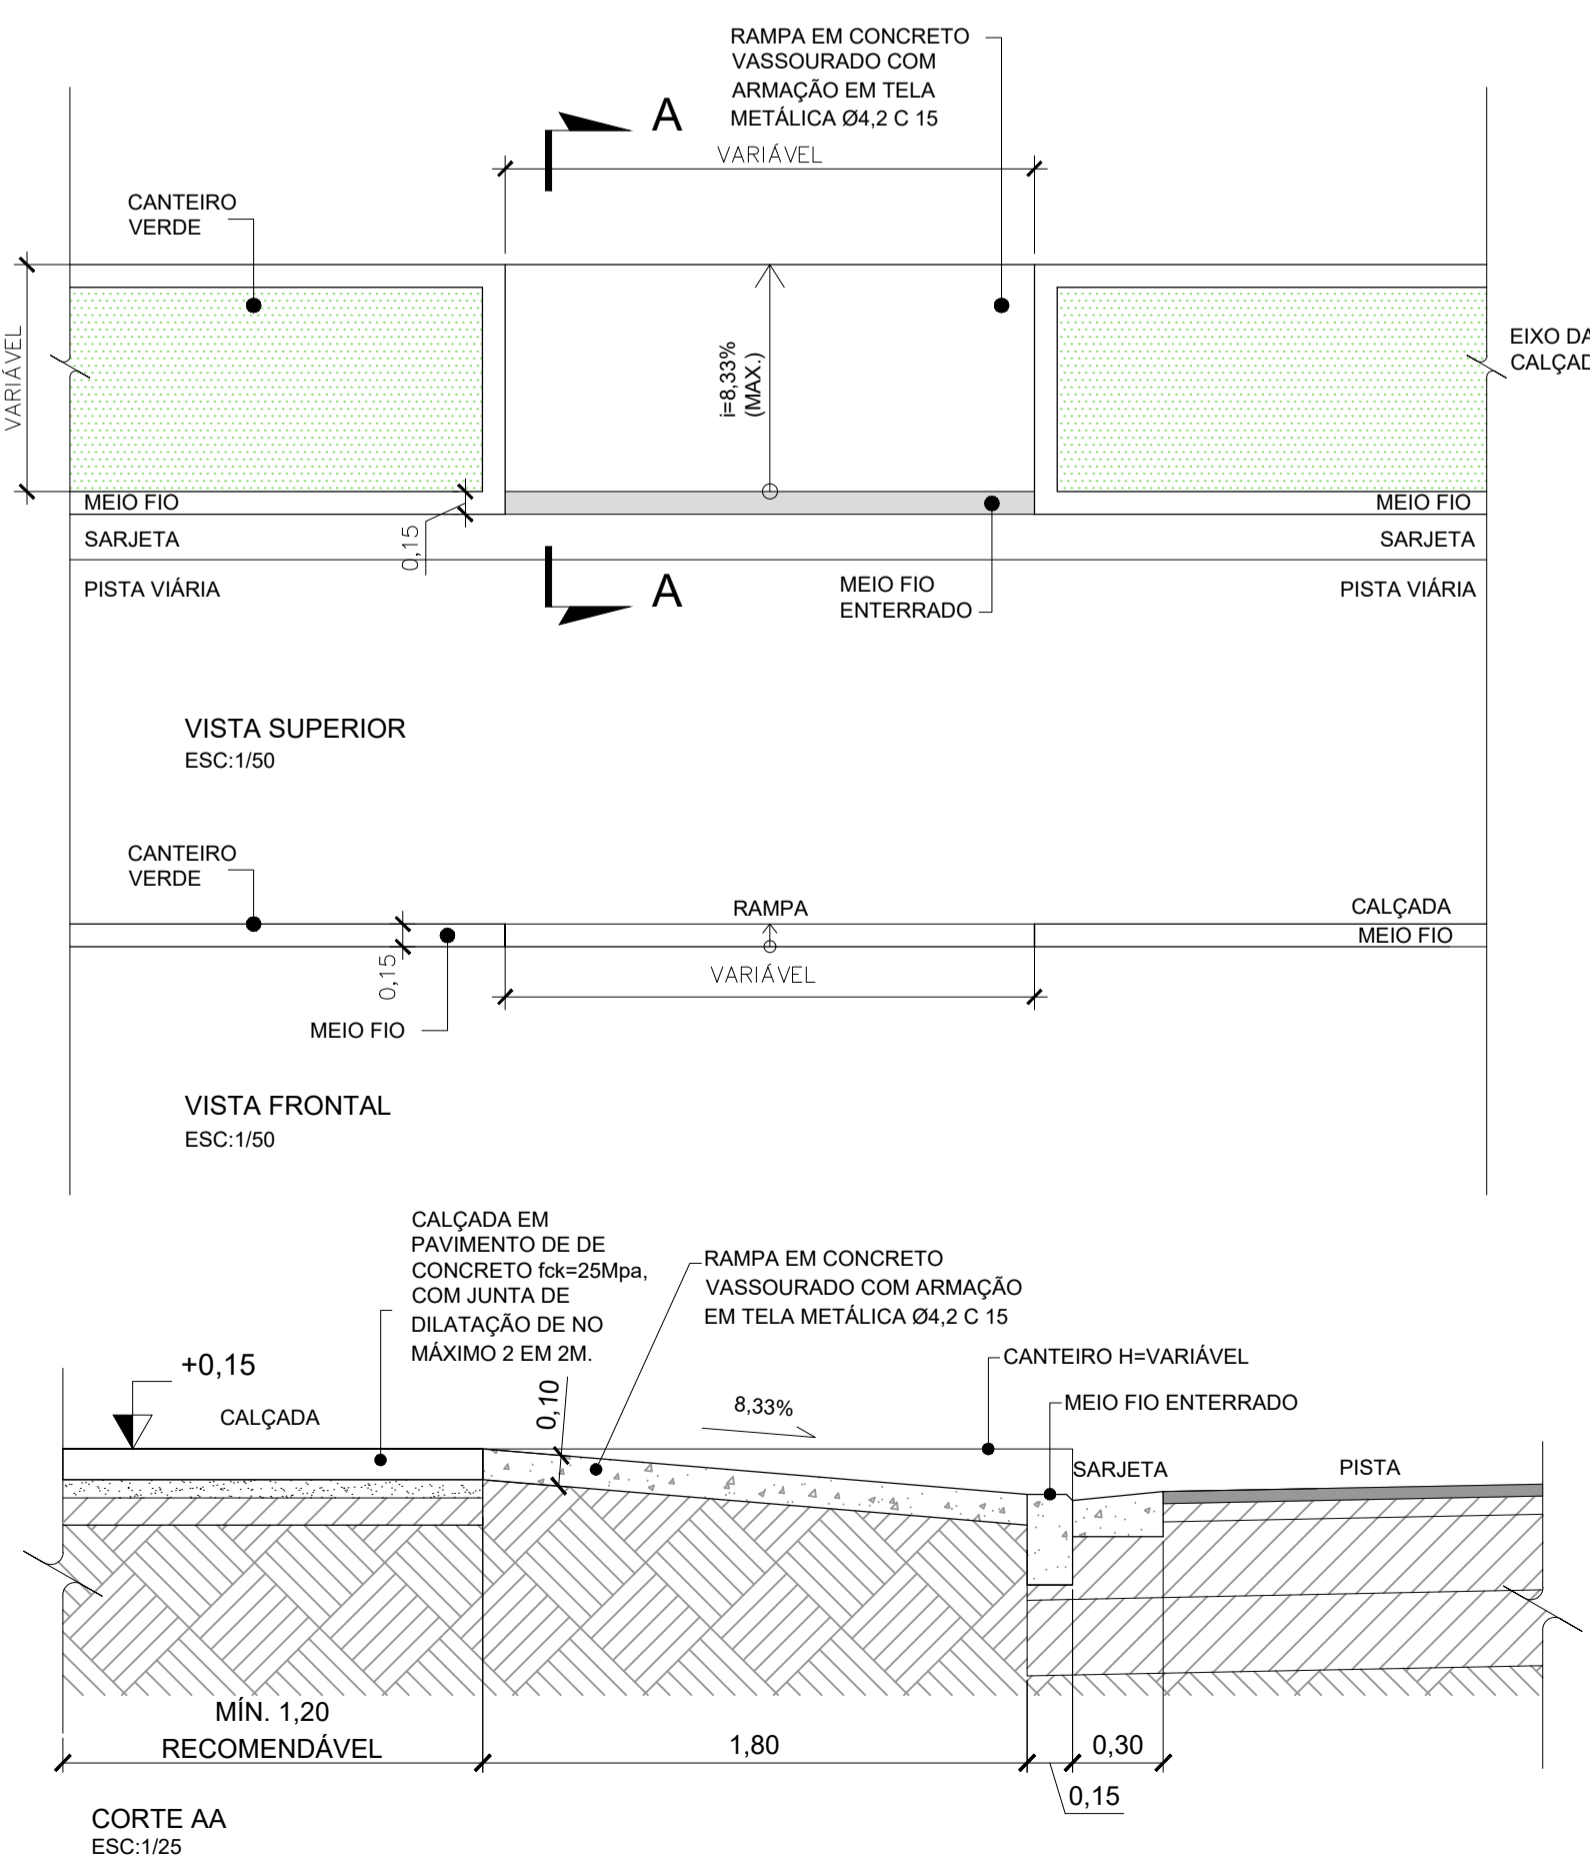 RAMPA EM CONCRETO
VASSOURADO COM
ARMAÇÃO EM TELA
METÁLICA Ø4,2 C 15
A
VARIÁVEL
CANTEIRO
VERDE
VARIÁVEL
i=8,33%
(MAX.)
EIXO DA
MEIO FIO
MEIO FIO
0,15
SARJETA
SARJETA
A
MEIO FIO
ENTERRADO
PISTA VIÁRIA
PISTA VIÁRIA
VISTA SUPERIOR
ESC:1/50
CANTEIRO
VERDE
RAMPA
CALÇADA
MEIO FIO
0,15
VARIÁVEL
MEIO FIO
VISTA FRONTAL
ESC:1/50
CALÇADA EM
PAVIMENTO DE DE
CONCRETO fck=25Mpa,
COM JUNTA DE
DILATAÇÃO DE NO
MÁXIMO 2 EM 2M.
RAMPA EM CONCRETO
VASSOURADO COM ARMAÇÃO
EM TELA METÁLICA Ø4,2 C 15
CANTEIRO H=VARIÁVEL
MEIO FIO ENTERRADO
+0,15
CALÇADA
0,10
8,33%
SARJETA
PISTA
MÍN. 1,20
RECOMENDÁVEL
1,80
0,30
0,15
CORTE AA
ESC:1/25